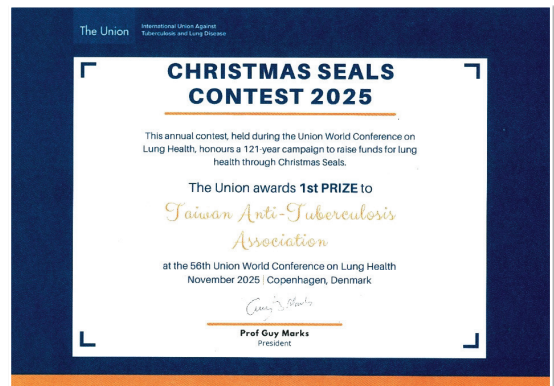 The Union
International Union Against
Tuberculosis and Lung Disease
CHRISTMAS SEALS
CONTEST 2025
This annual contest, held during the Union World Conference on
Lung Health, honours a 121-year campaign to raise funds for lung
health through Christmas Seals.
The Union awards 1st PRIZE to
Taiwan Anti-Tuberculosis
Association
at the 56th Union World Conference on Lung Health
November 2025 | Copenhagen, Denmark
Prof Guy Marks
President